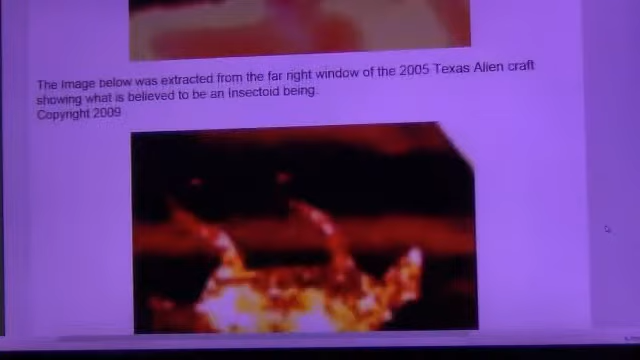 The Image below was extracted from the far right window of the 2005 Texas Alien craft
showing what is believed to be an Insectoid being.
Copyright 2009